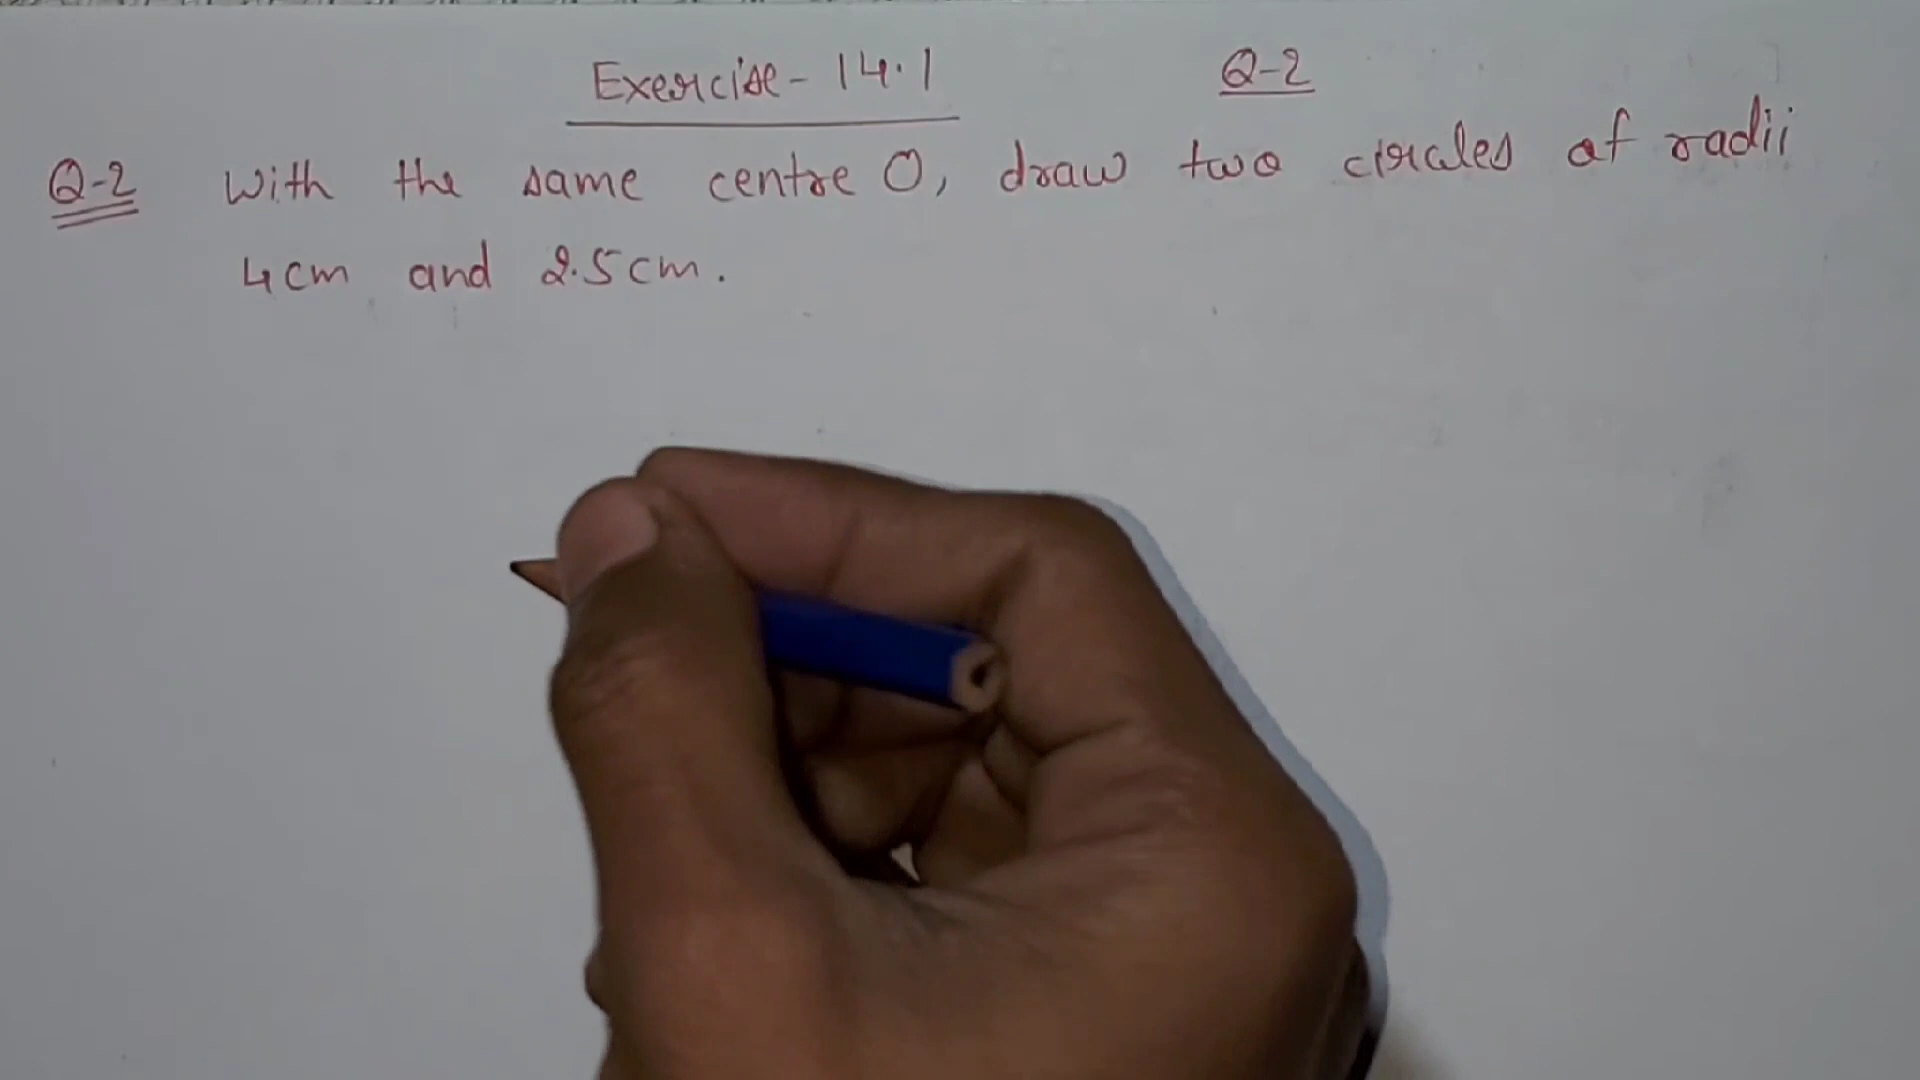 Exercise - 14.1 Q-2
Q-2 With the same centre O, draw two circles of radii
4cm and 2.5cm.